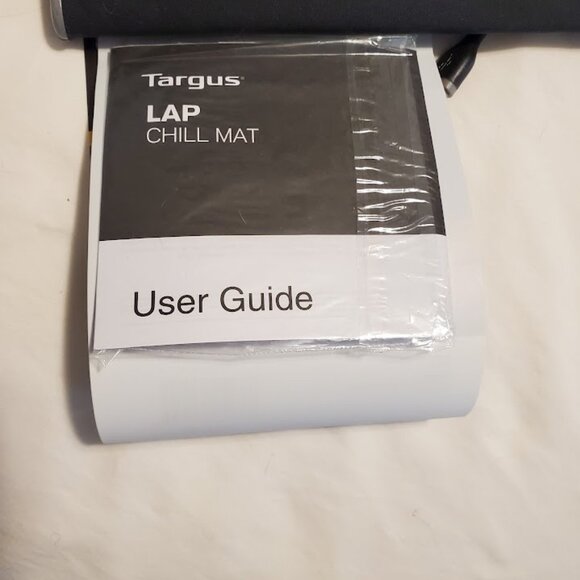 Targus
LAP
CHILL MAT
User Guide